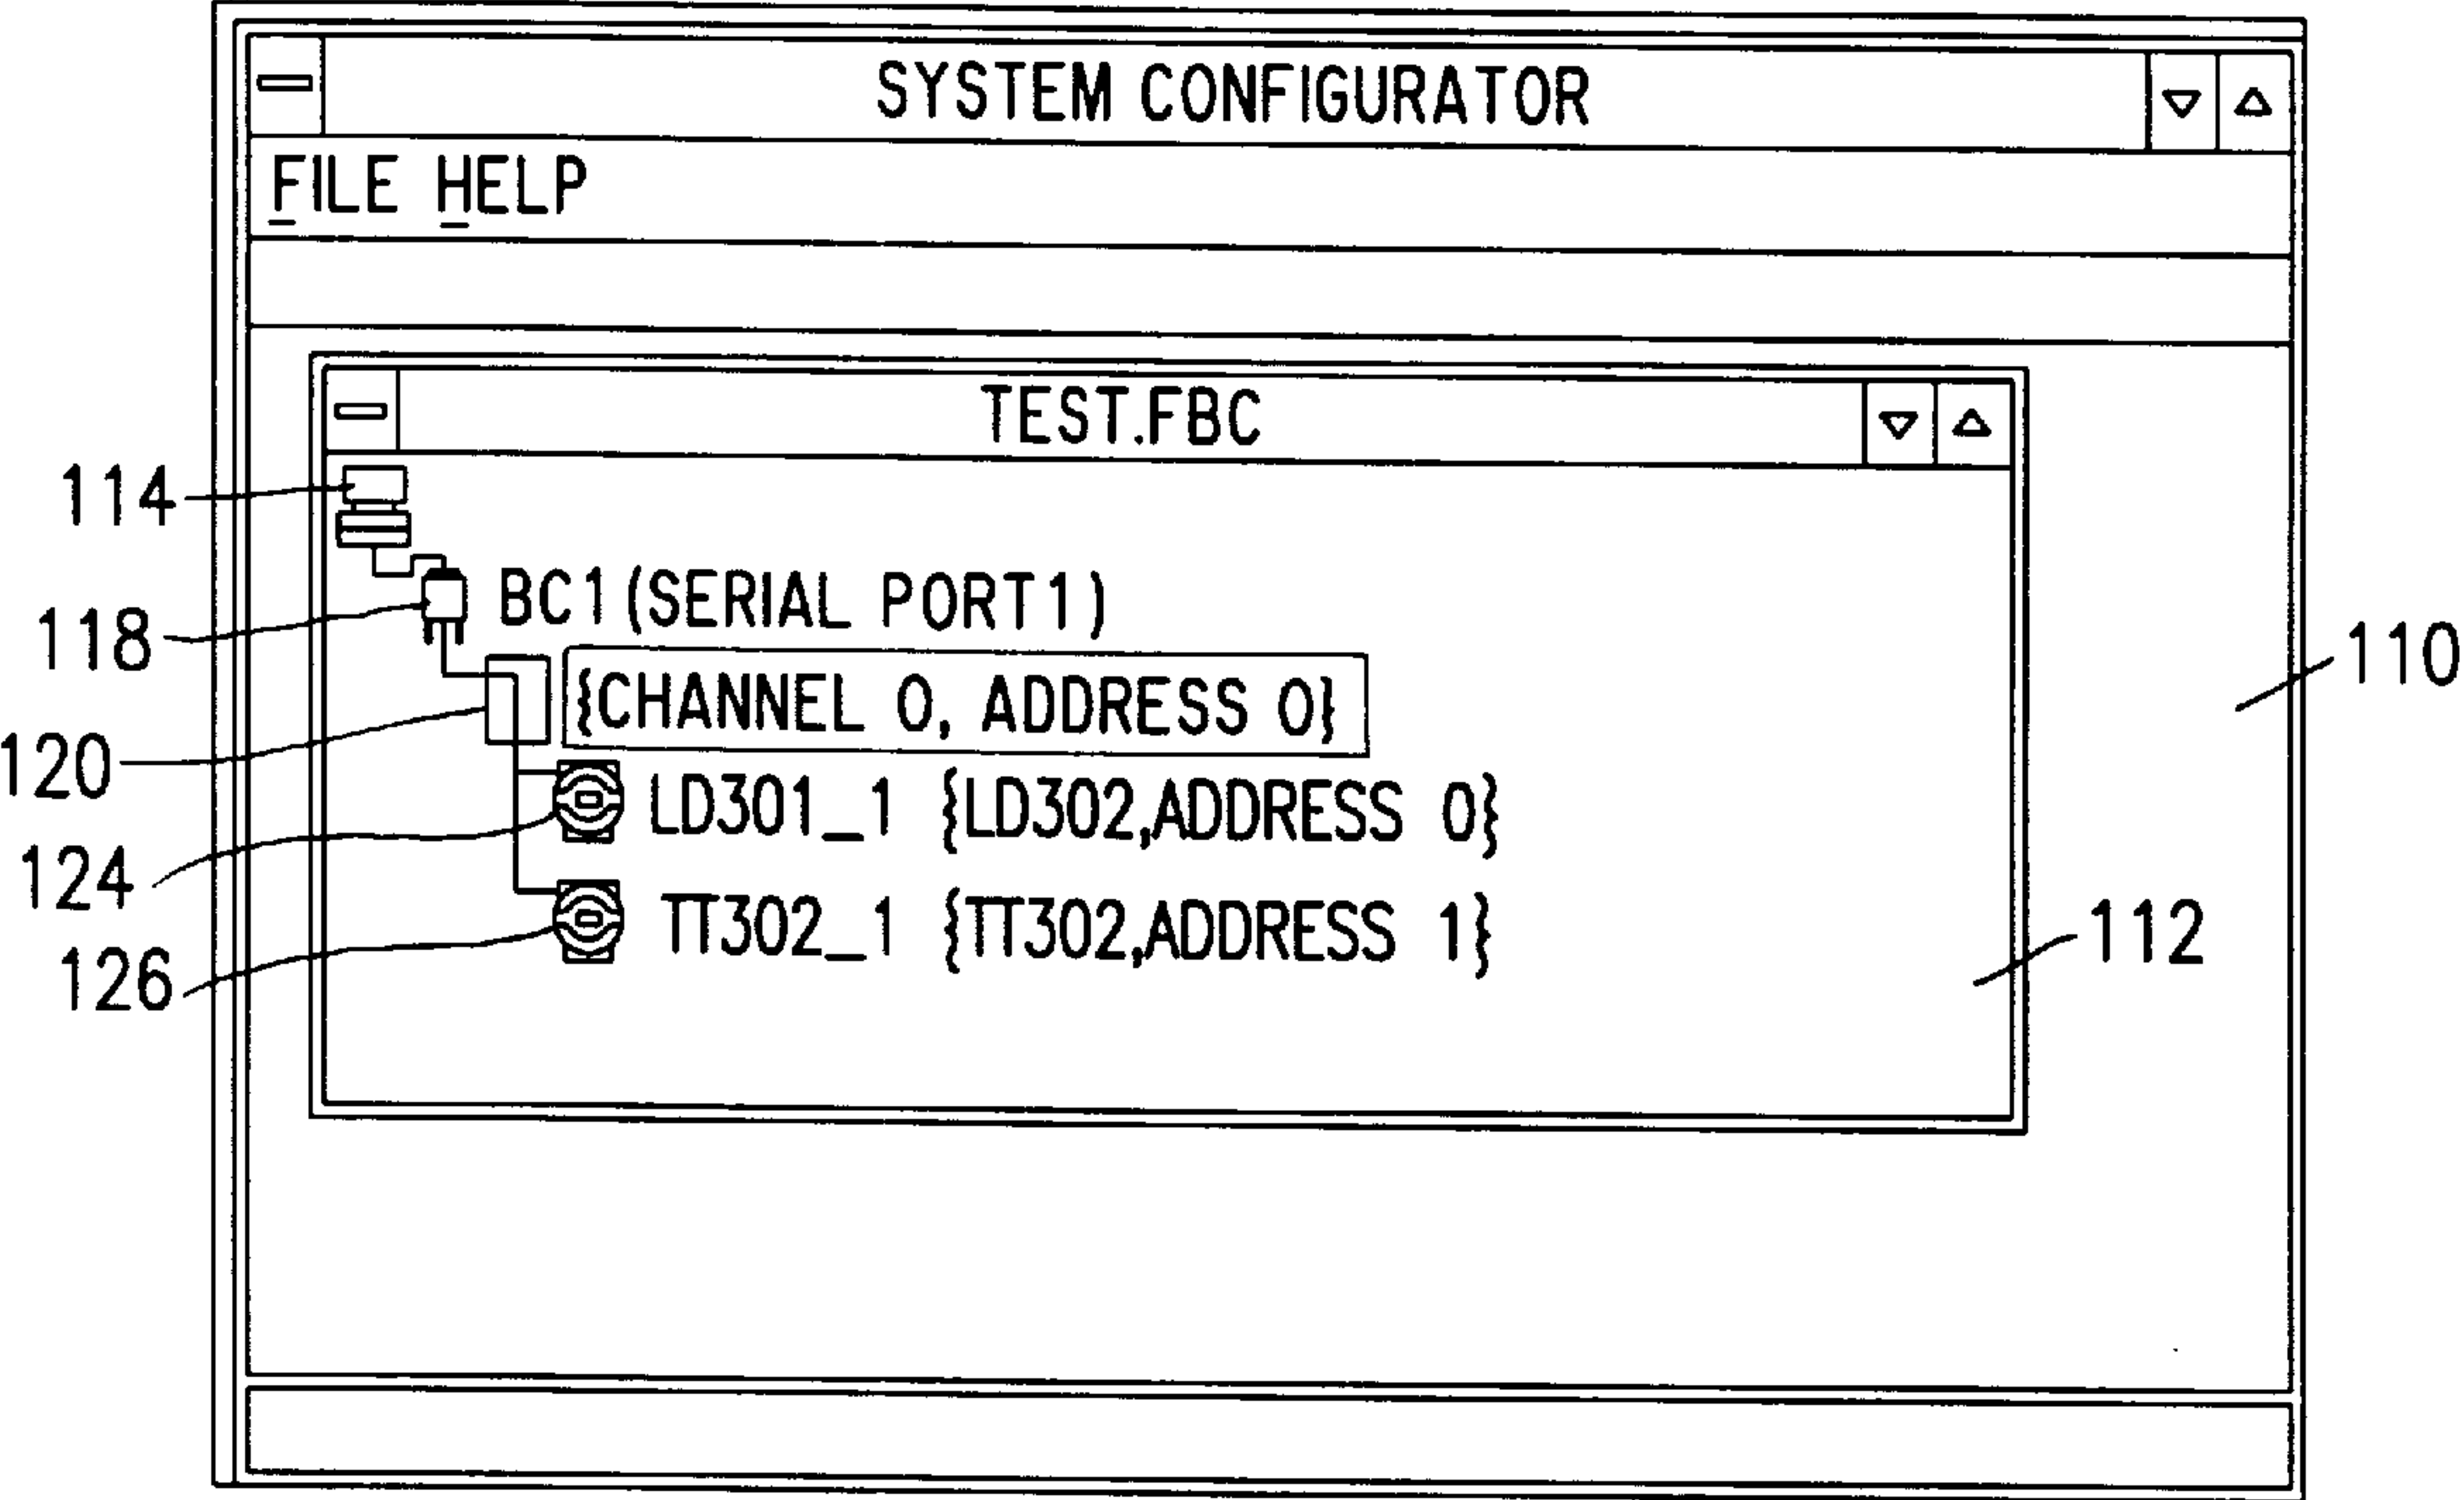 SYSTEM CONFIGURATOR
FILE HELP
TEST.FBC
114
118
BC1(SERIAL PORT1)
110
{CHANNEL 0, ADDRESS 0}
120
LD301_1 {LD302,ADDRESS 0}
124
TT302_1 {TT302,ADDRESS 1}
112
126